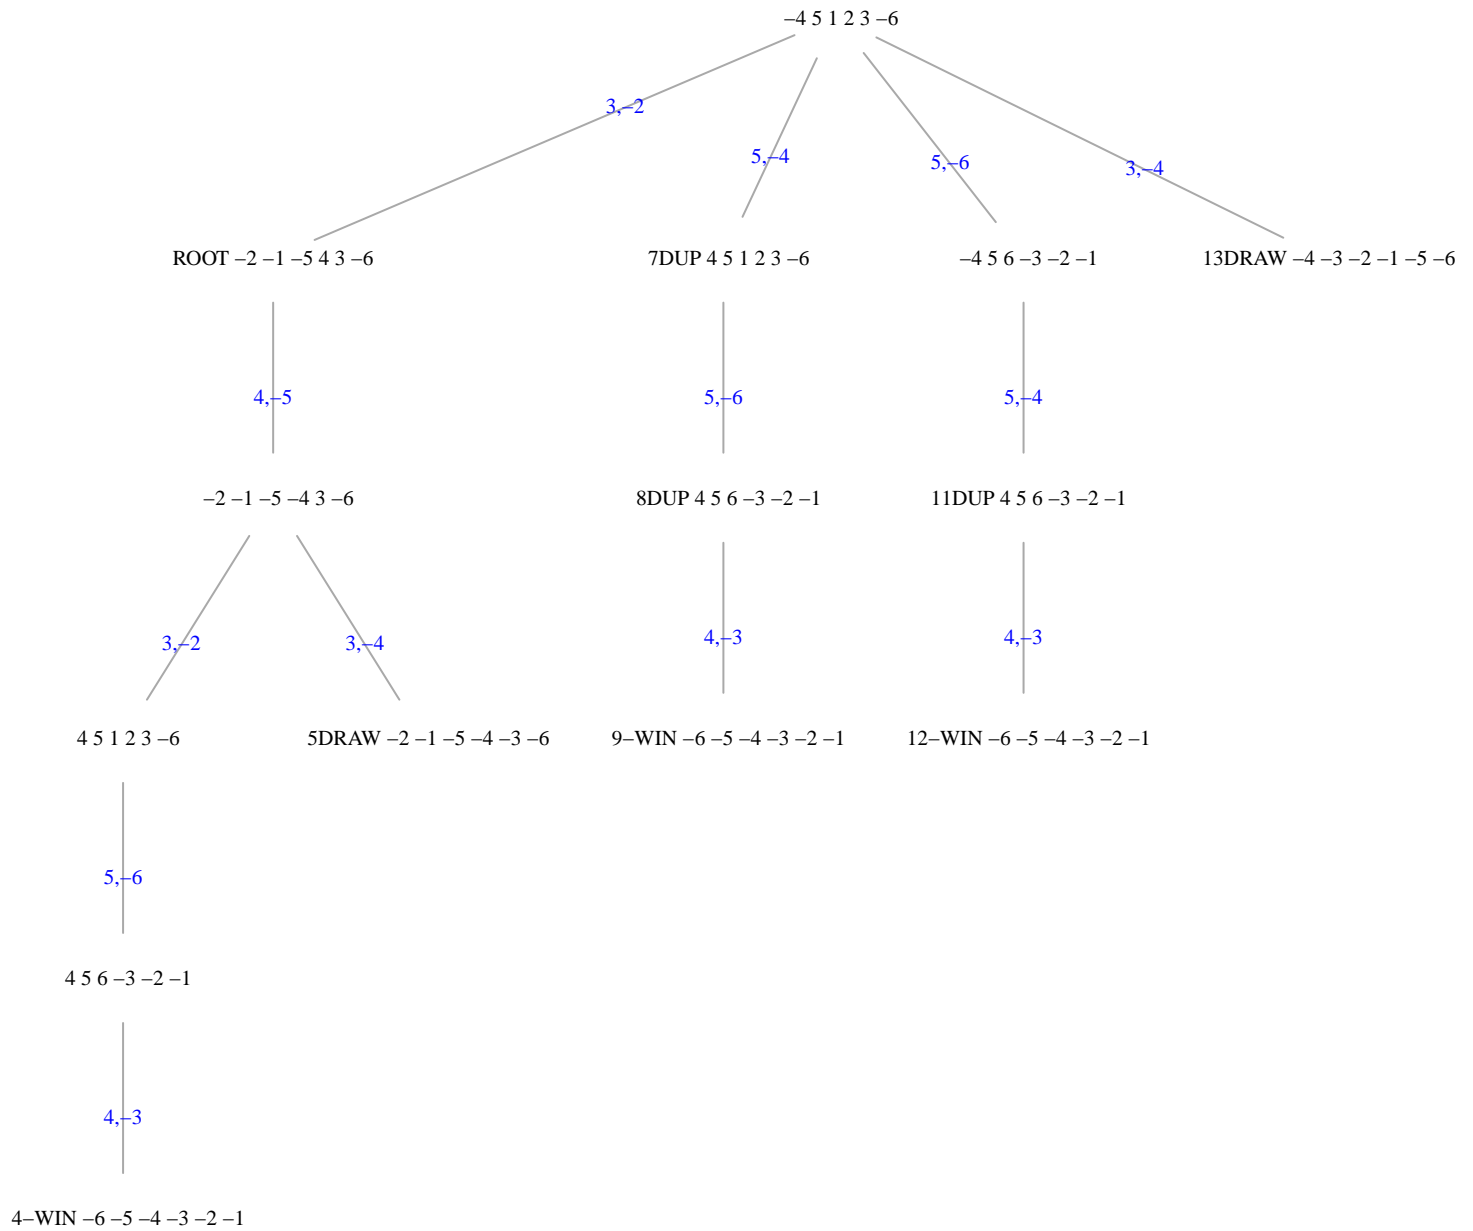 –4 5 1 2 3 –6
3,–2
5,–4
5,–6
3,–4
ROOT –2 –1 –5 4 3 –6
7DUP 4 5 1 2 3 –6
–4 5 6 –3 –2 –1
13DRAW –4 –3 –2 –1 –5 –6
4,–5
5,–6
5,–4
–2 –1 –5 –4 3 –6
8DUP 4 5 6 –3 –2 –1
11DUP 4 5 6 –3 –2 –1
3,–2
3,–4
4,–3
4,–3
4 5 1 2 3 –6
5DRAW –2 –1 –5 –4 –3 –6
9–WIN –6 –5 –4 –3 –2 –1
12–WIN –6 –5 –4 –3 –2 –1
5,–6
4 5 6 –3 –2 –1
4,–3
4–WIN –6 –5 –4 –3 –2 –1